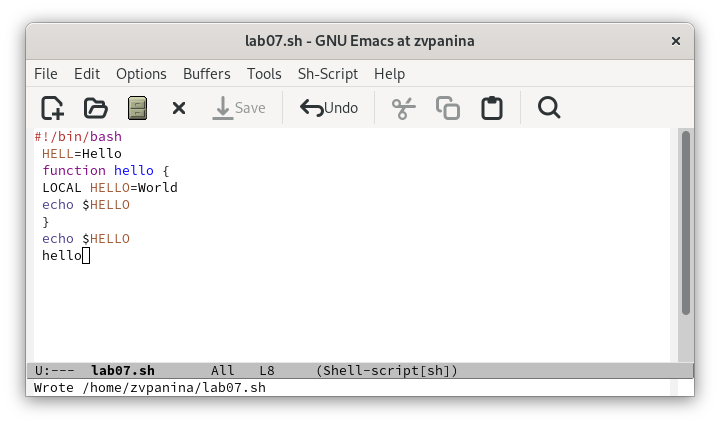 lab07.sh - GNU Emacs at zvpanina
File Edit Options Buffers Tools Sh-Script Help
Save Undo
#!/bin/bash
HELL=Hello
function hello {
LOCAL HELLO=World
echo $HELLO
}
echo $HELLO
hello
U:--- lab07.sh All L8 (Shell-script[sh])
Wrote /home/zvpanina/lab07.sh